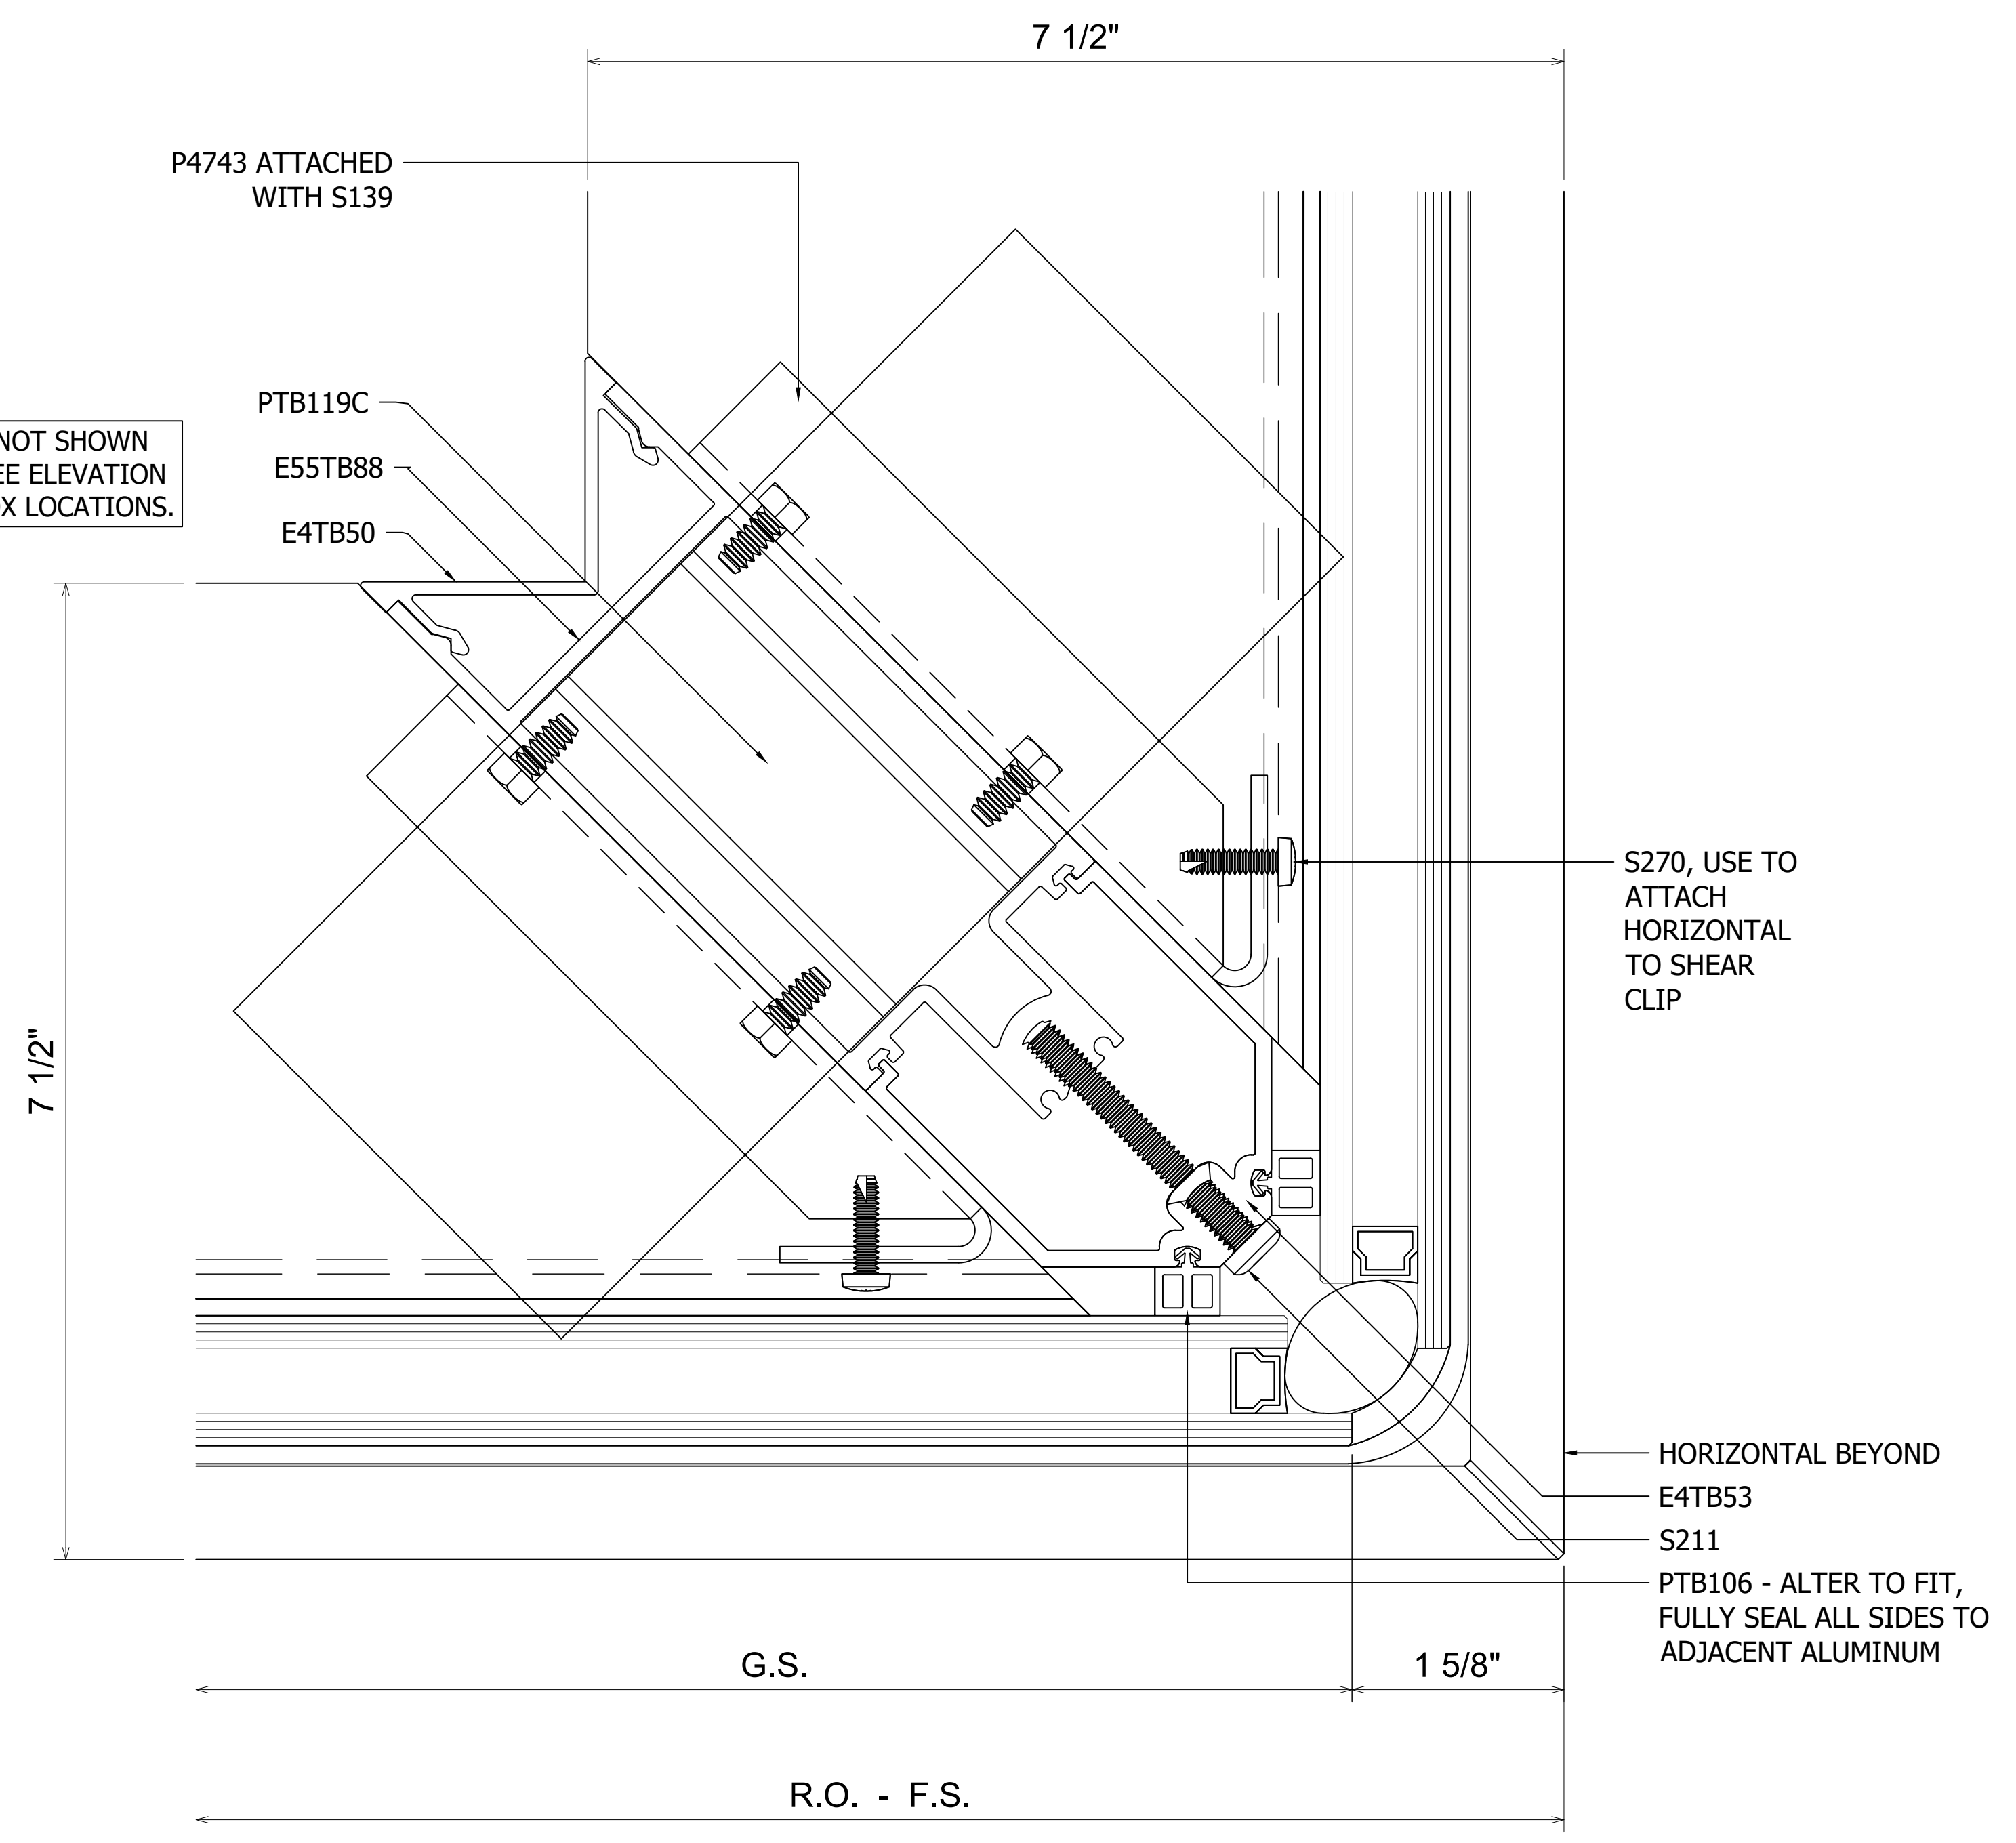 7 1/2"
P4743 ATTACHED
WITH S139
PTB119C
E55TB88
E4TB50
NOT SHOWN
ELEVATION
LOCATIONS.
7 1/2"
S270, USE TO
ATTACH
HORIZONTAL
TO SHEAR
CLIP
HORIZONTAL BEYOND
E4TB53
S211
PTB106 - ALTER TO FIT,
FULLY SEAL ALL SIDES TO
ADJACENT ALUMINUM
G.S.
1 5/8"
R.O. - F.S.